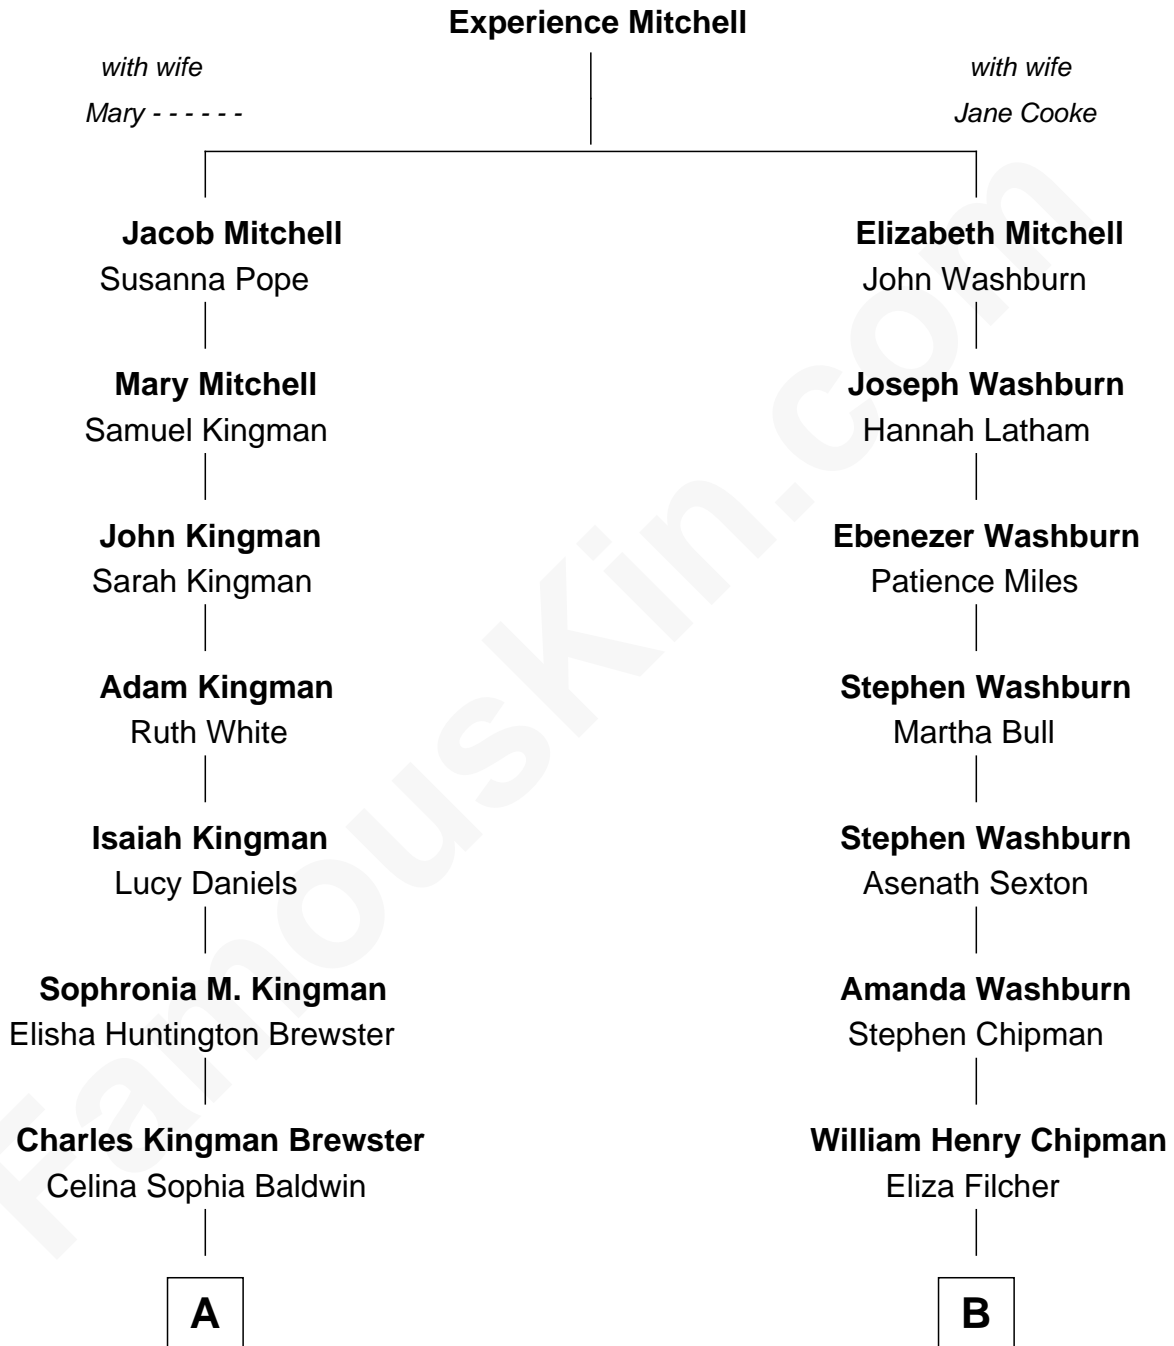 Experience Mitchell
with wife
Mary - - - - - -
with wife
Jane Cooke
Jacob Mitchell
Susanna Pope
Elizabeth Mitchell
John Washburn
Mary Mitchell
Samuel Kingman
Joseph Washburn
Hannah Latham
John Kingman
Sarah Kingman
Ebenezer Washburn
Patience Miles
Adam Kingman
Ruth White
Stephen Washburn
Martha Bull
Isaiah Kingman
Lucy Daniels
Stephen Washburn
Asenath Sexton
Sophronia M. Kingman
Elisha Huntington Brewster
Amanda Washburn
Stephen Chipman
Charles Kingman Brewster
Celina Sophia Baldwin
William Henry Chipman
Eliza Filcher
A
B
FamousKin.com